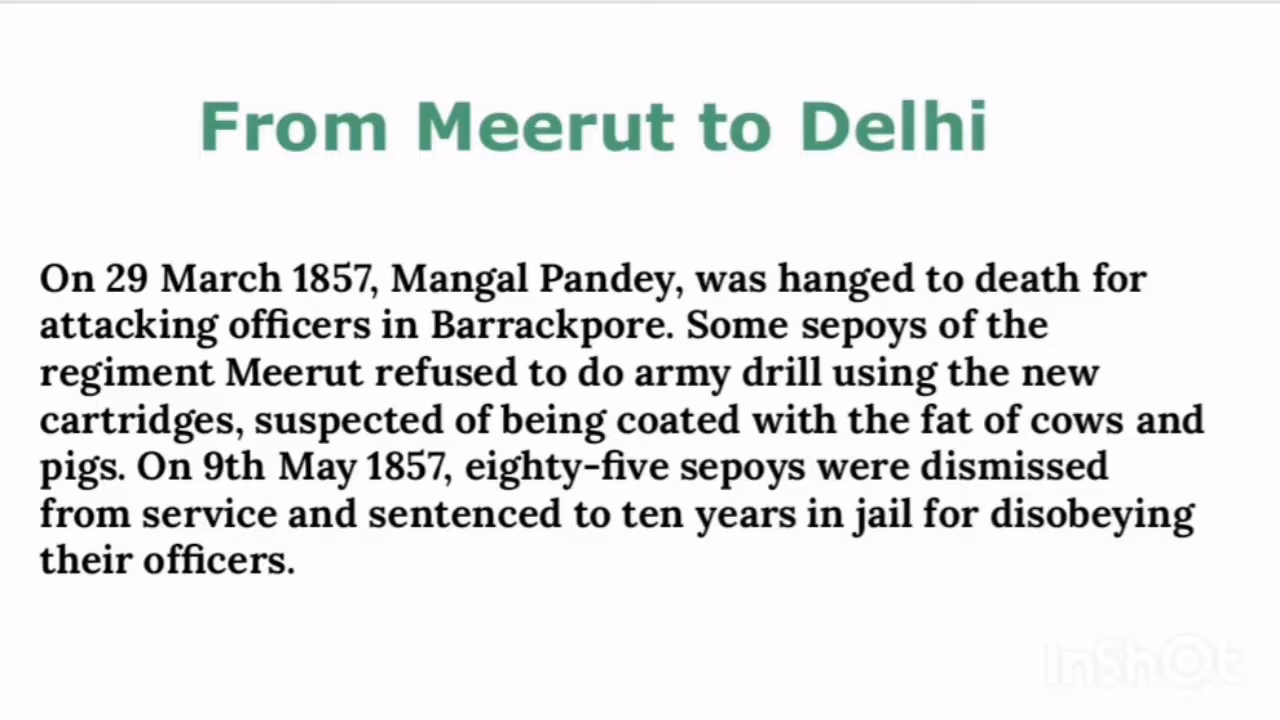 From Meerut to Delhi
On 29 March 1857, Mangal Pandey, was hanged to death for
attacking officers in Barrackpore. Some sepoys of the
regiment Meerut refused to do army drill using the new
cartridges, suspected of being coated with the fat of cows and
pigs. On 9th May 1857, eighty-five sepoys were dismissed
from service and sentenced to ten years in jail for disobeying
their officers.
InShOt